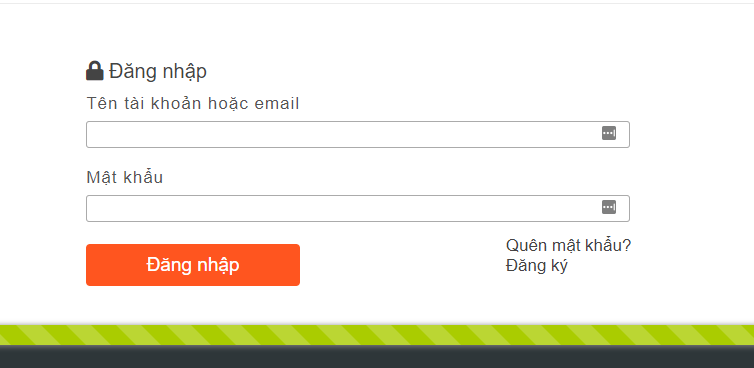 Đăng nhập
Tên tài khoản hoặc email
Mật khẩu
Đăng nhập
Quên mật khẩu?
Đăng ký